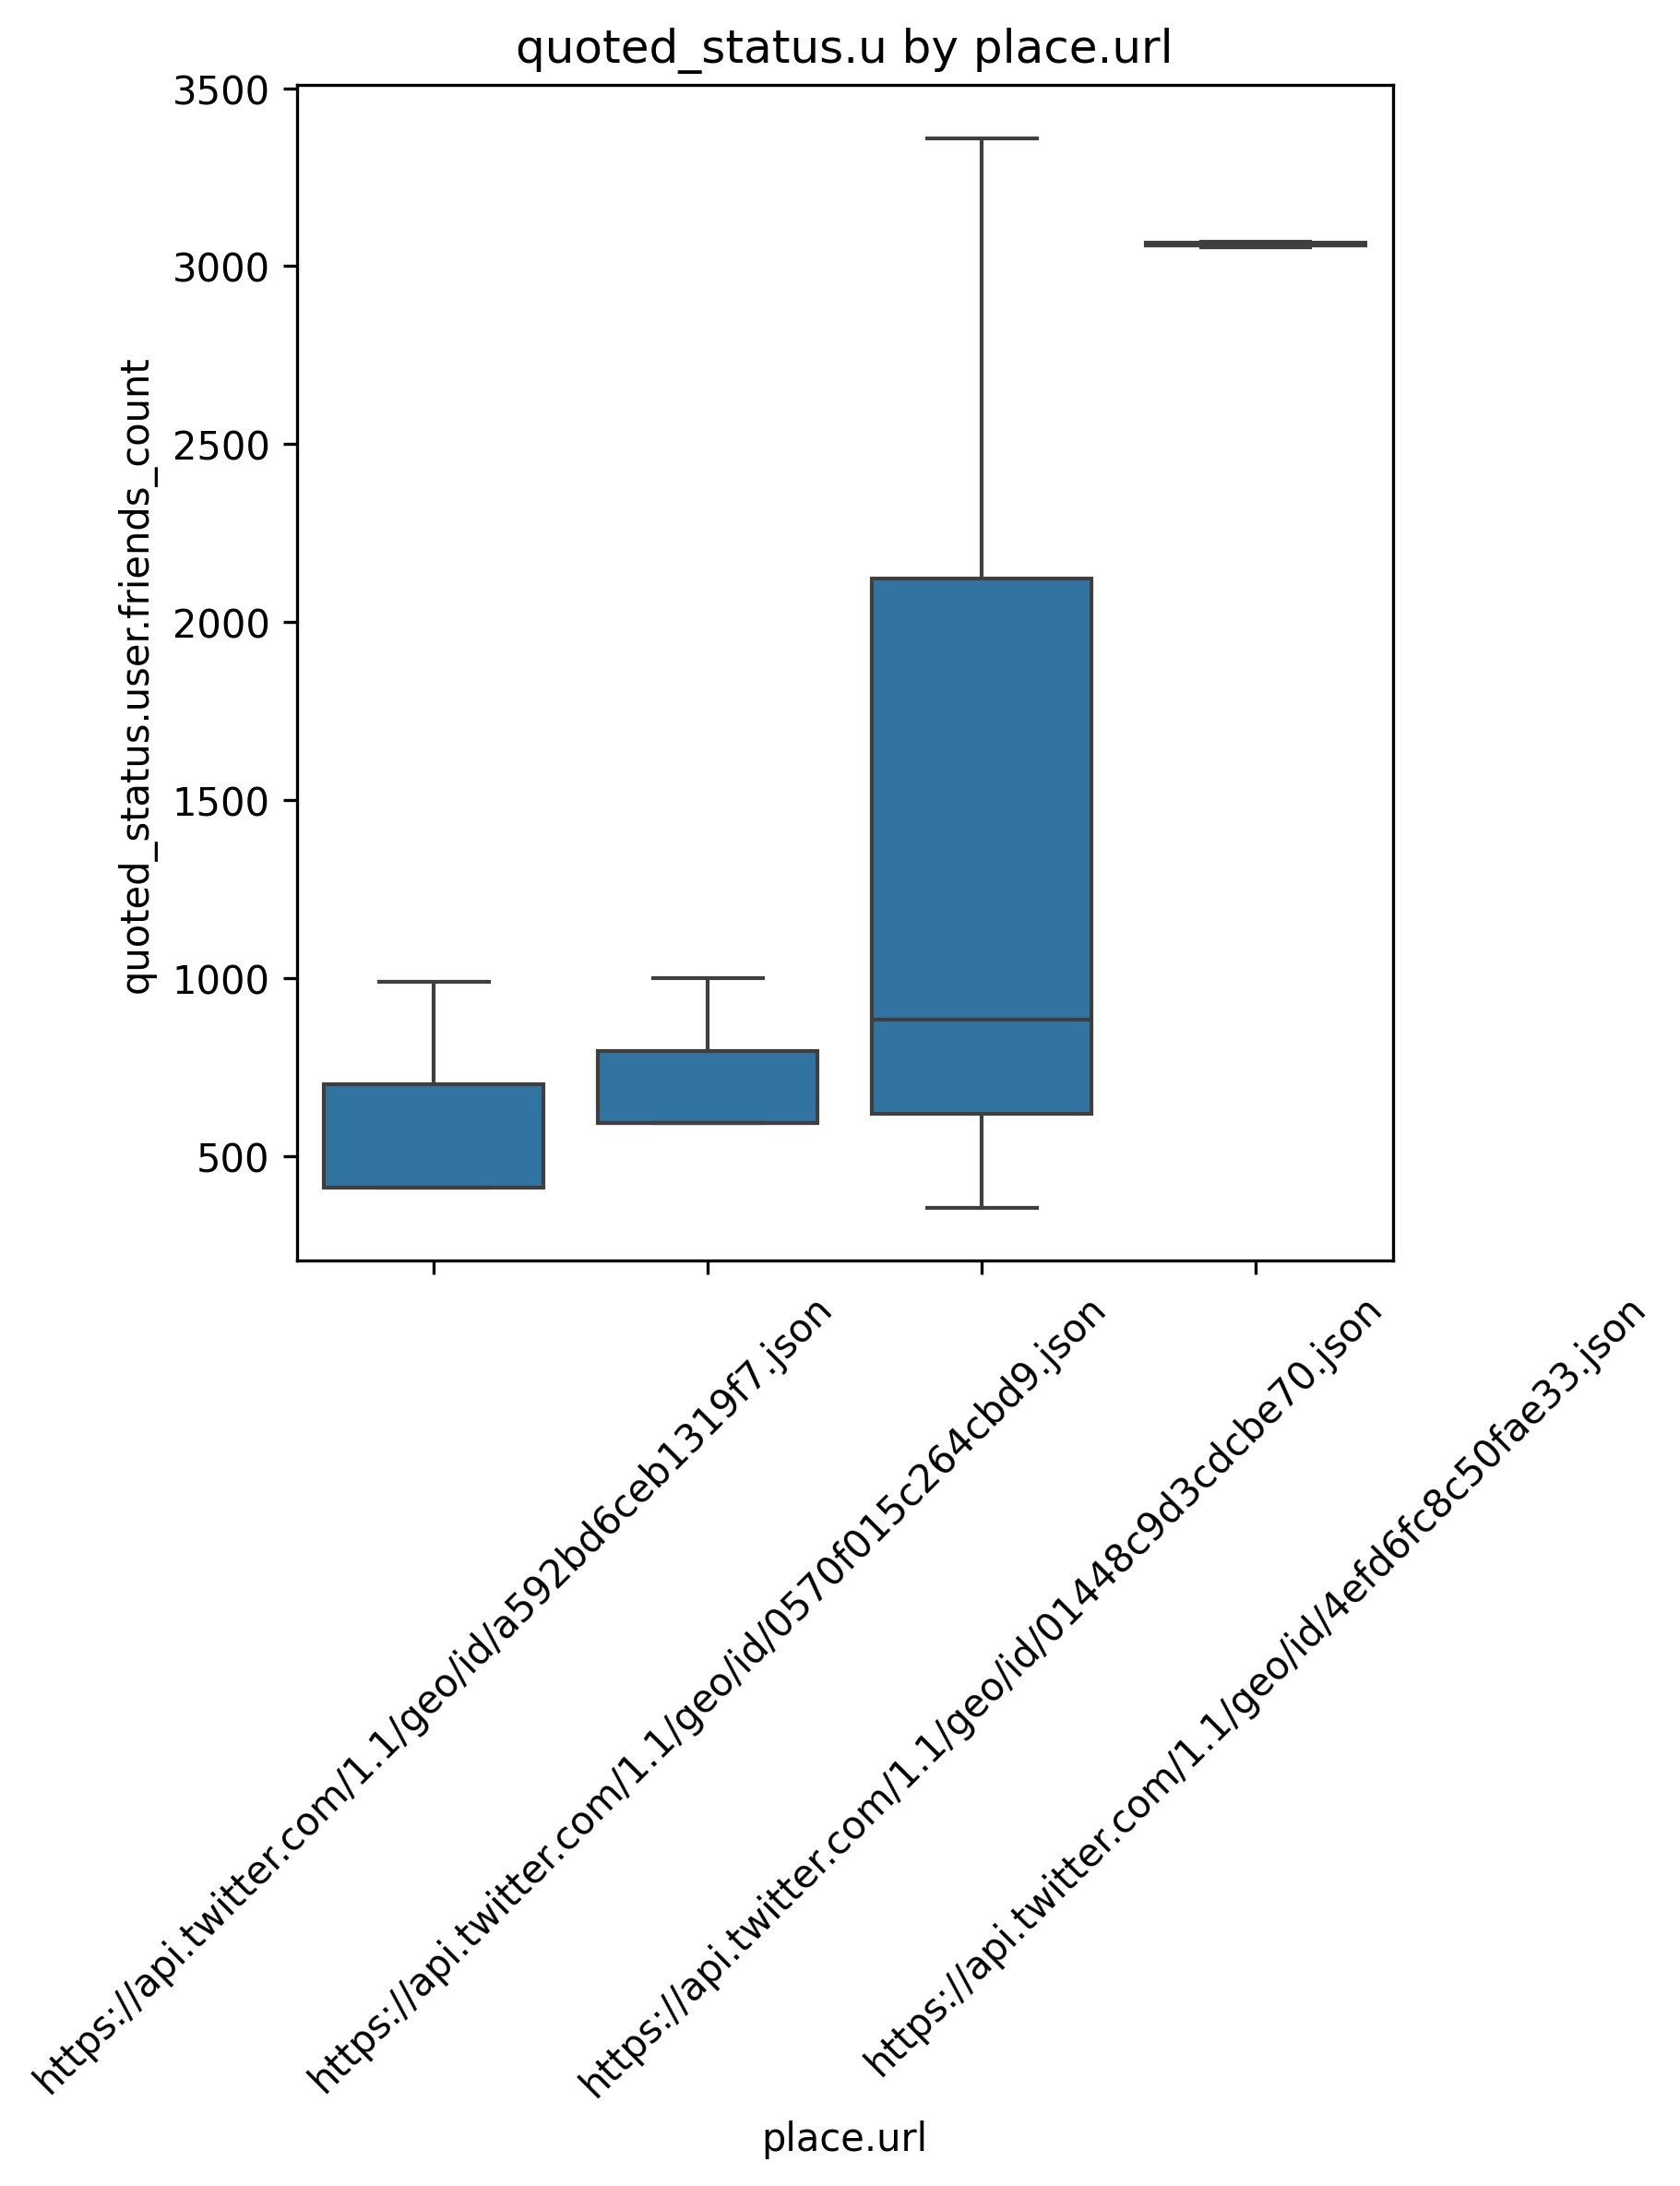 quoted_status.u by place.url
quoted_status.user.friends_count
3500
3000
2500
2000
1500
1000
500
https://api.twitter.com/1.1/geo/id/a592bd6ceb1319f7.json
https://api.twitter.com/1.1/geo/id/0570f015c264cbd9.json
https://api.twitter.com/1.1/geo/id/01448c9d3cdcbe70.json
https://api.twitter.com/1.1/geo/id/4efd6fc8c50fae33.json
place.url